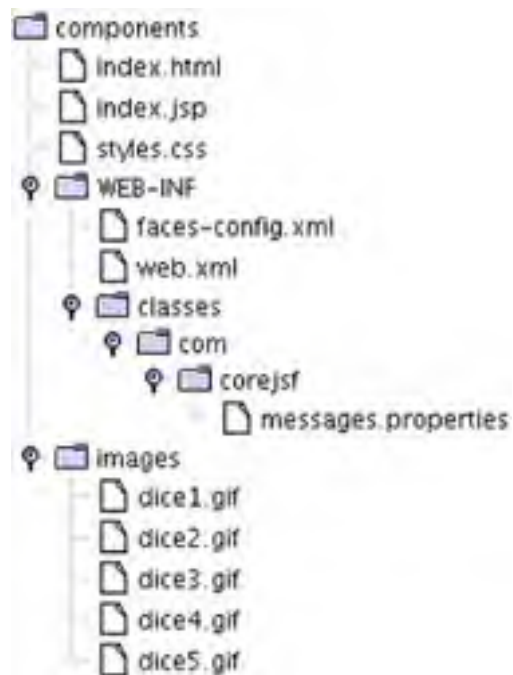 components
index.html
index.jsp
styles.css
WEB-INF
faces-config.xml
web.xml
classes
com
corejsf
messages.properties
images
dice1.gif
dice2.gif
dice3.gif
dice4.gif
dice5.gif